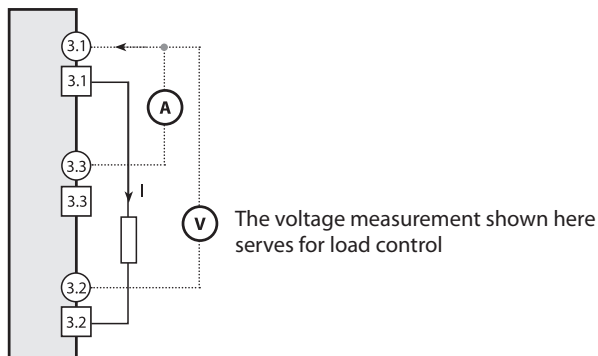 3.1
3.1
A
3.3
3.3
I
V
The voltage measurement shown here
serves for load control
3.2
3.2